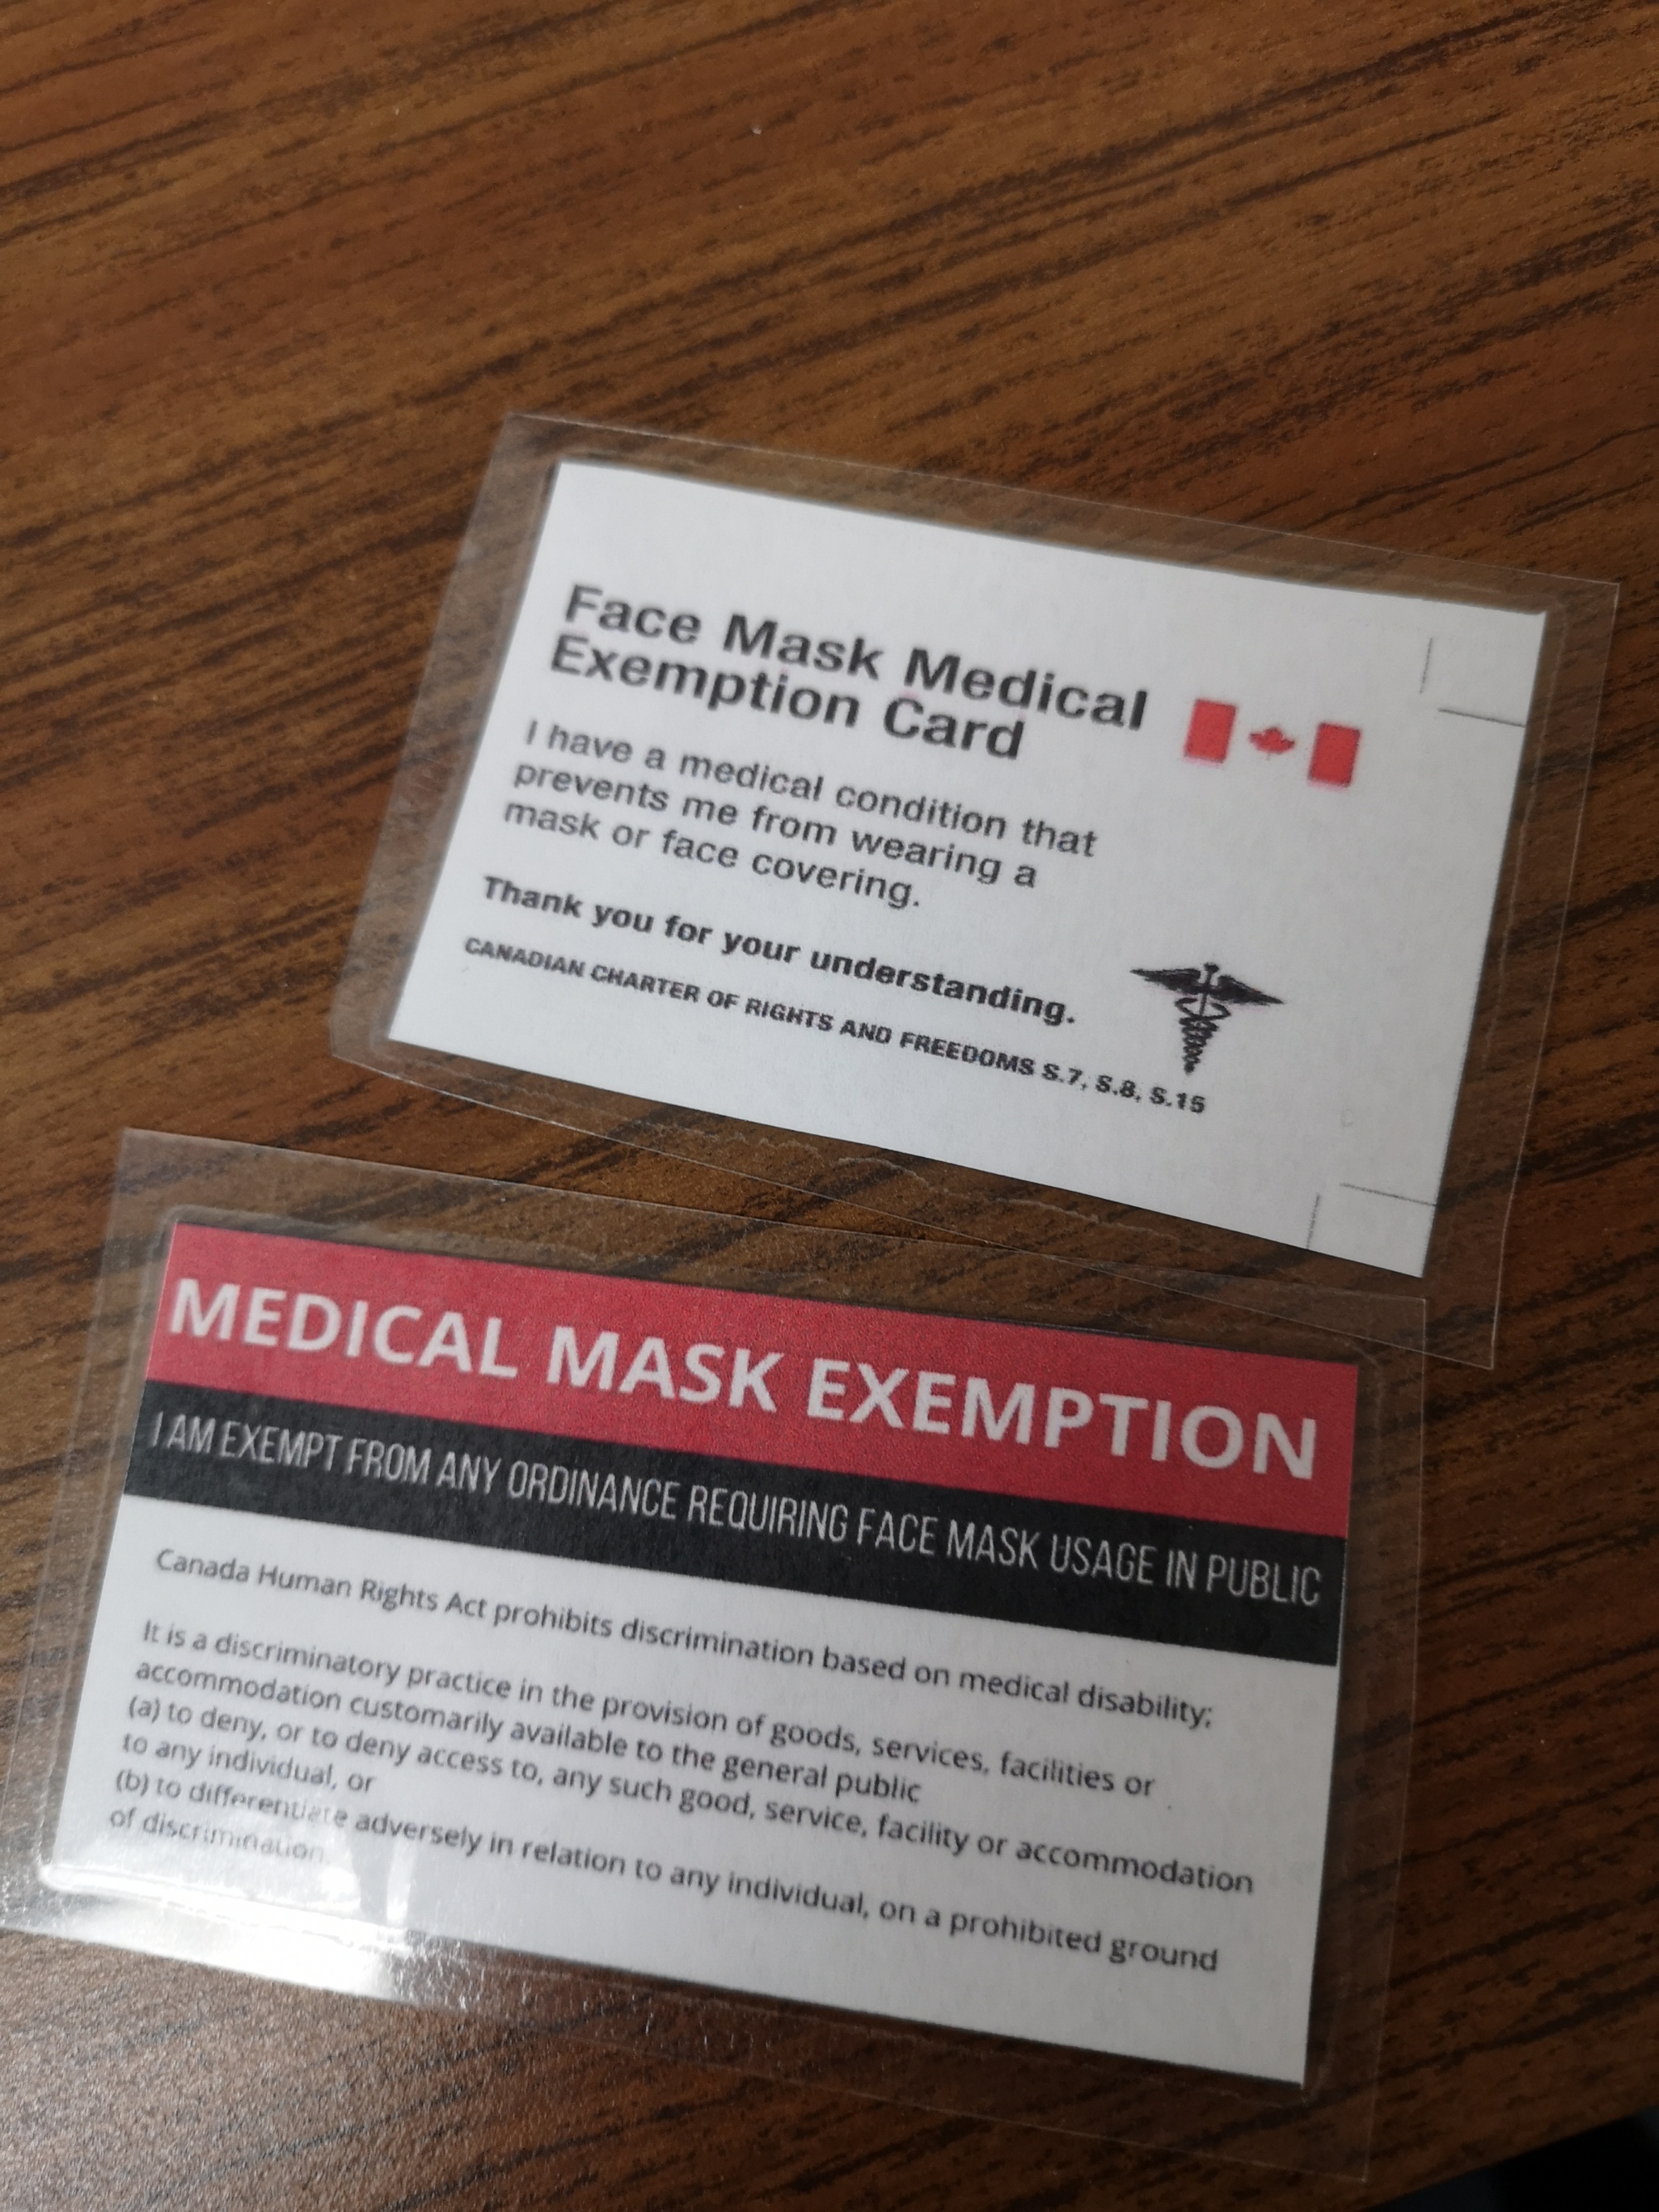 Face Mask Medical
Exemption Card
I have a medical condition that
prevents me from wearing a
mask or face covering.
Thank you for your understanding.
CANADIAN CHARTER OF RIGHTS AND FREEDOMS S.7, S.8, S.15
MEDICAL MASK EXEMPTION
I AM EXEMPT FROM ANY ORDINANCE REQUIRING FACE MASK USAGE IN PUBLIC
Canada Human Rights Act prohibits discrimination based on medical disability;
It is a discriminatory practice in the provision of goods, services, facilities or
accommodation customarily available to the general public
(a) to deny, or to deny access to, any such good, service, facility or accommodation
to any individual, or
(b) to differentiate adversely in relation to any individual, on a prohibited ground
of discrimination.